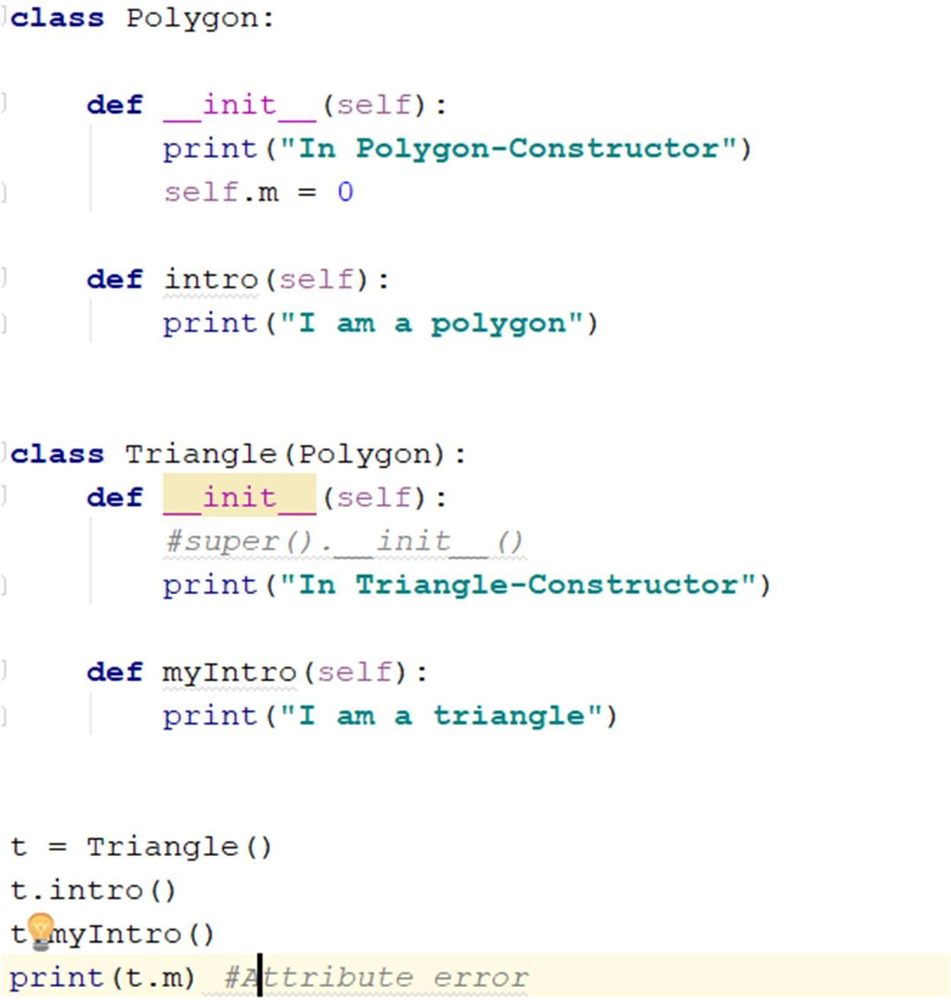 class Polygon:
    def __init__(self):
        print("In Polygon-Constructor")
        self.m = 0
    def intro(self):
        print("I am a polygon")
class Triangle(Polygon):
    def __init__(self):
        #super().__init__()
        print("In Triangle-Constructor")
    def myIntro(self):
        print("I am a triangle")
t = Triangle()
t.intro()
t.myIntro()
print(t.m)  #Attribute error